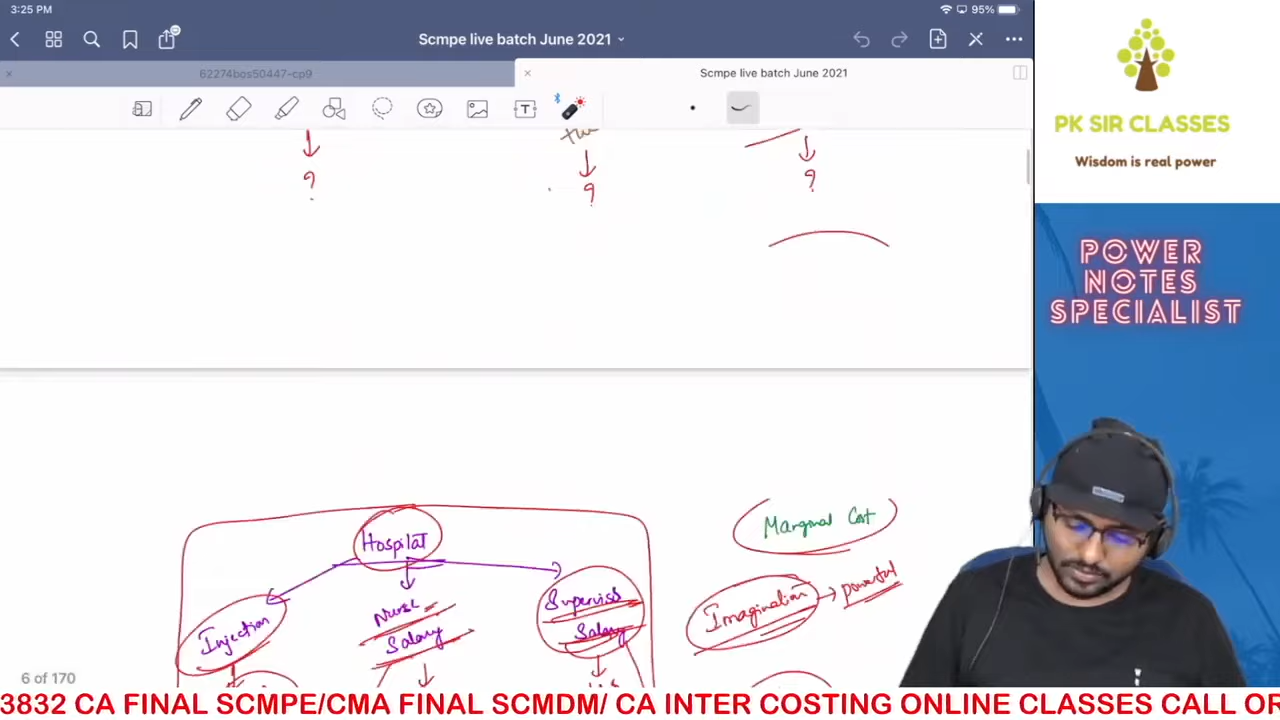 3:25 PM
95%
Scmpe live batch June 2021
62274bos50447-cp9
Scmpe live batch June 2021
T
?
?
?
Hospilat
Injection
Nurse
Salary
Salary
Marginal Cost
Imagination → powerful
6 of 170
PK SIR CLASSES
Wisdom is real power
POWER
NOTES
SPECIALIST
3832 CA FINAL SCMPE/CMA FINAL SCMDM/ CA INTER COSTING ONLINE CLASSES CALL OR